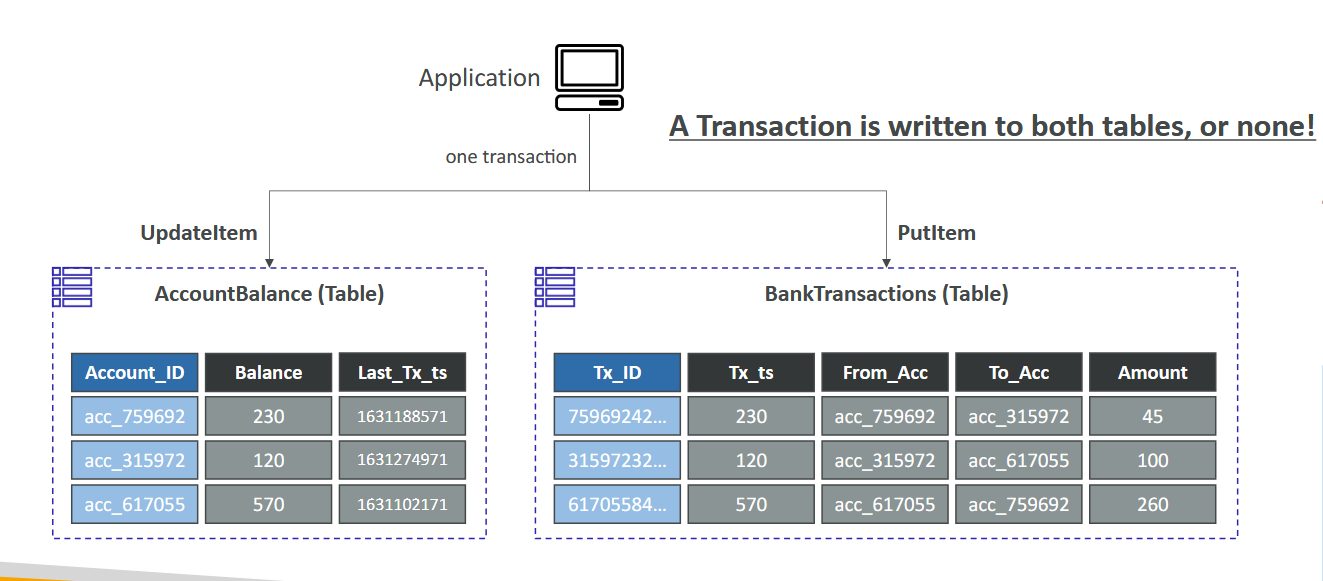 Application
A Transaction is written to both tables, or none!
one transaction
UpdateItem
PutItem
AccountBalance (Table)
BankTransactions (Table)
Account_ID Balance Last_Tx_ts
acc_759692 230 1631188571
acc_315972 120 1631274971
acc_617055 570 1631102171
Tx_ID Tx_ts From_Acc To_Acc Amount
75969242... 230 acc_759692 acc_315972 45
31597232... 120 acc_315972 acc_617055 100
61705584... 570 acc_617055 acc_759692 260